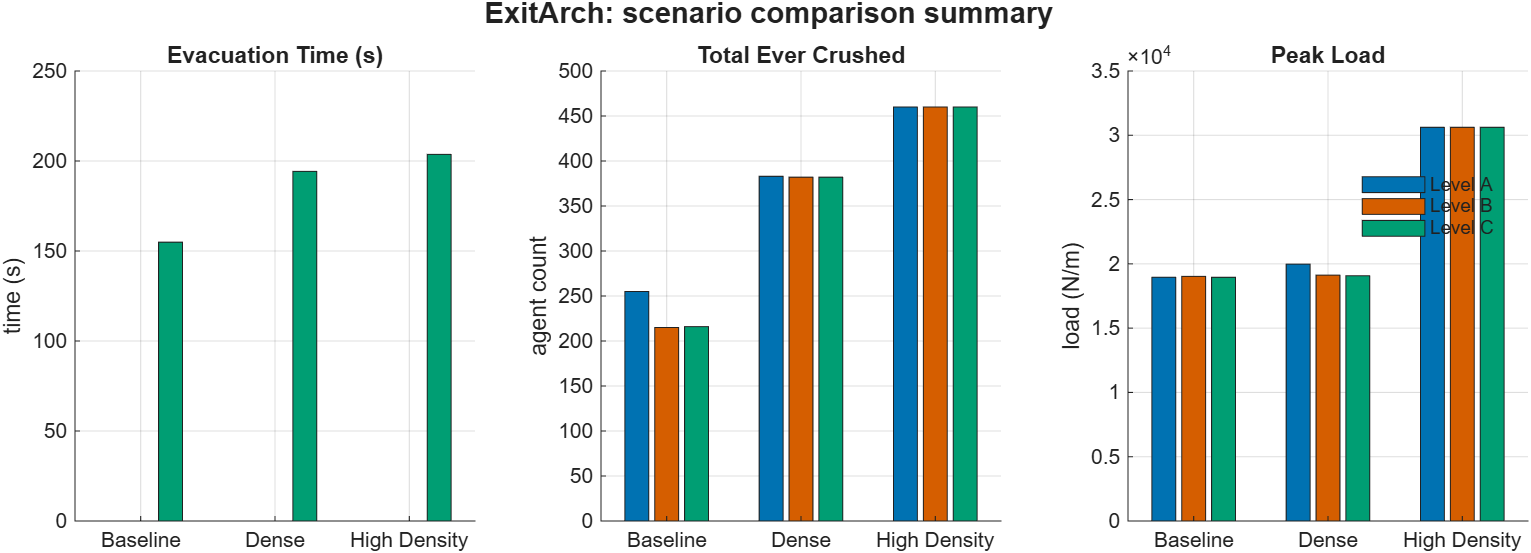 ExitArch: scenario comparison summary
Evacuation Time (s)
250
200
150
100
50
0
time (s)
Baseline Dense High Density
Total Ever Crushed
500
450
400
350
300
250
200
150
100
50
0
agent count
Baseline Dense High Density
Peak Load
×10⁴
3.5
3
2.5
2
1.5
1
0.5
0
load (N/m)
Level A
Level B
Level C
Baseline Dense High Density